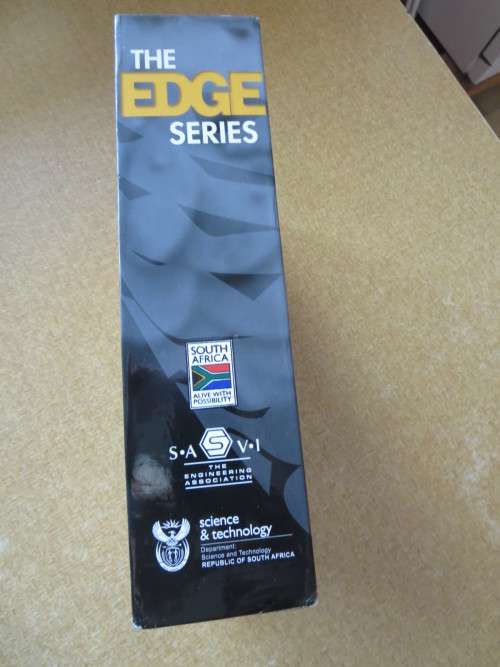 THE
EDGE
SERIES
SOUTH
AFRICA
ALIVE WITH
POSSIBILITY
S•A S V•I
THE
ENGINEERING
ASSOCIATION
science
& technology
Department:
Science and Technology
REPUBLIC OF SOUTH AFRICA